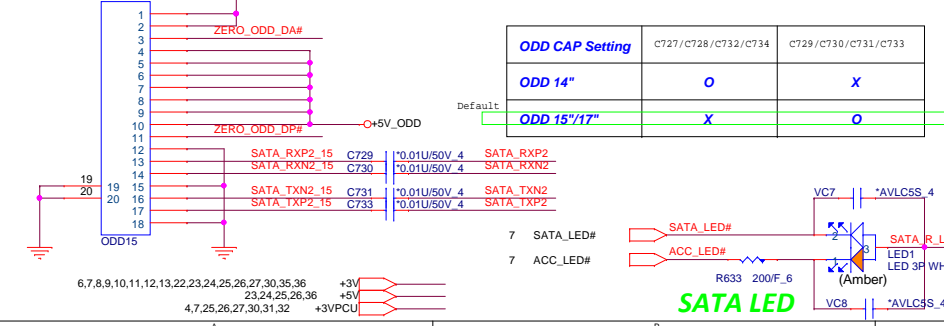 1
2
ZERO_ODD_DA#
3
4
5
6
7
8
9
10
+5V_ODD
11
ZERO_ODD_DP#
12
13
SATA_RXP2_15
C729
*0.01U/50V_4
SATA_RXP2
14
SATA_RXN2_15
C730
*0.01U/50V_4
SATA_RXN2
19
19
15
20
20
16
SATA_TXN2_15
C731
*0.01U/50V_4
SATA_TXN2
17
SATA_TXP2_15
C733
*0.01U/50V_4
SATA_TXP2
18
ODD15
ODD CAP Setting
C727/C728/C732/C734
C729/C730/C731/C733
ODD 14"
O
X
Default
ODD 15"/17"
X
O
VC7
*AVLC5S_4
7
SATA_LED#
SATA_LED#
2
7
ACC_LED#
ACC_LED#
1
3
SATA_R_L
LED1
LED 3P WH
R633
200/F_6
(Amber)
SATA LED
VC8
*AVLC5S_4
6,7,8,9,10,11,12,13,22,23,24,25,26,27,30,35,36
+3V
23,24,25,26,36
+5V
4,7,25,26,27,30,31,32
+3VPCU